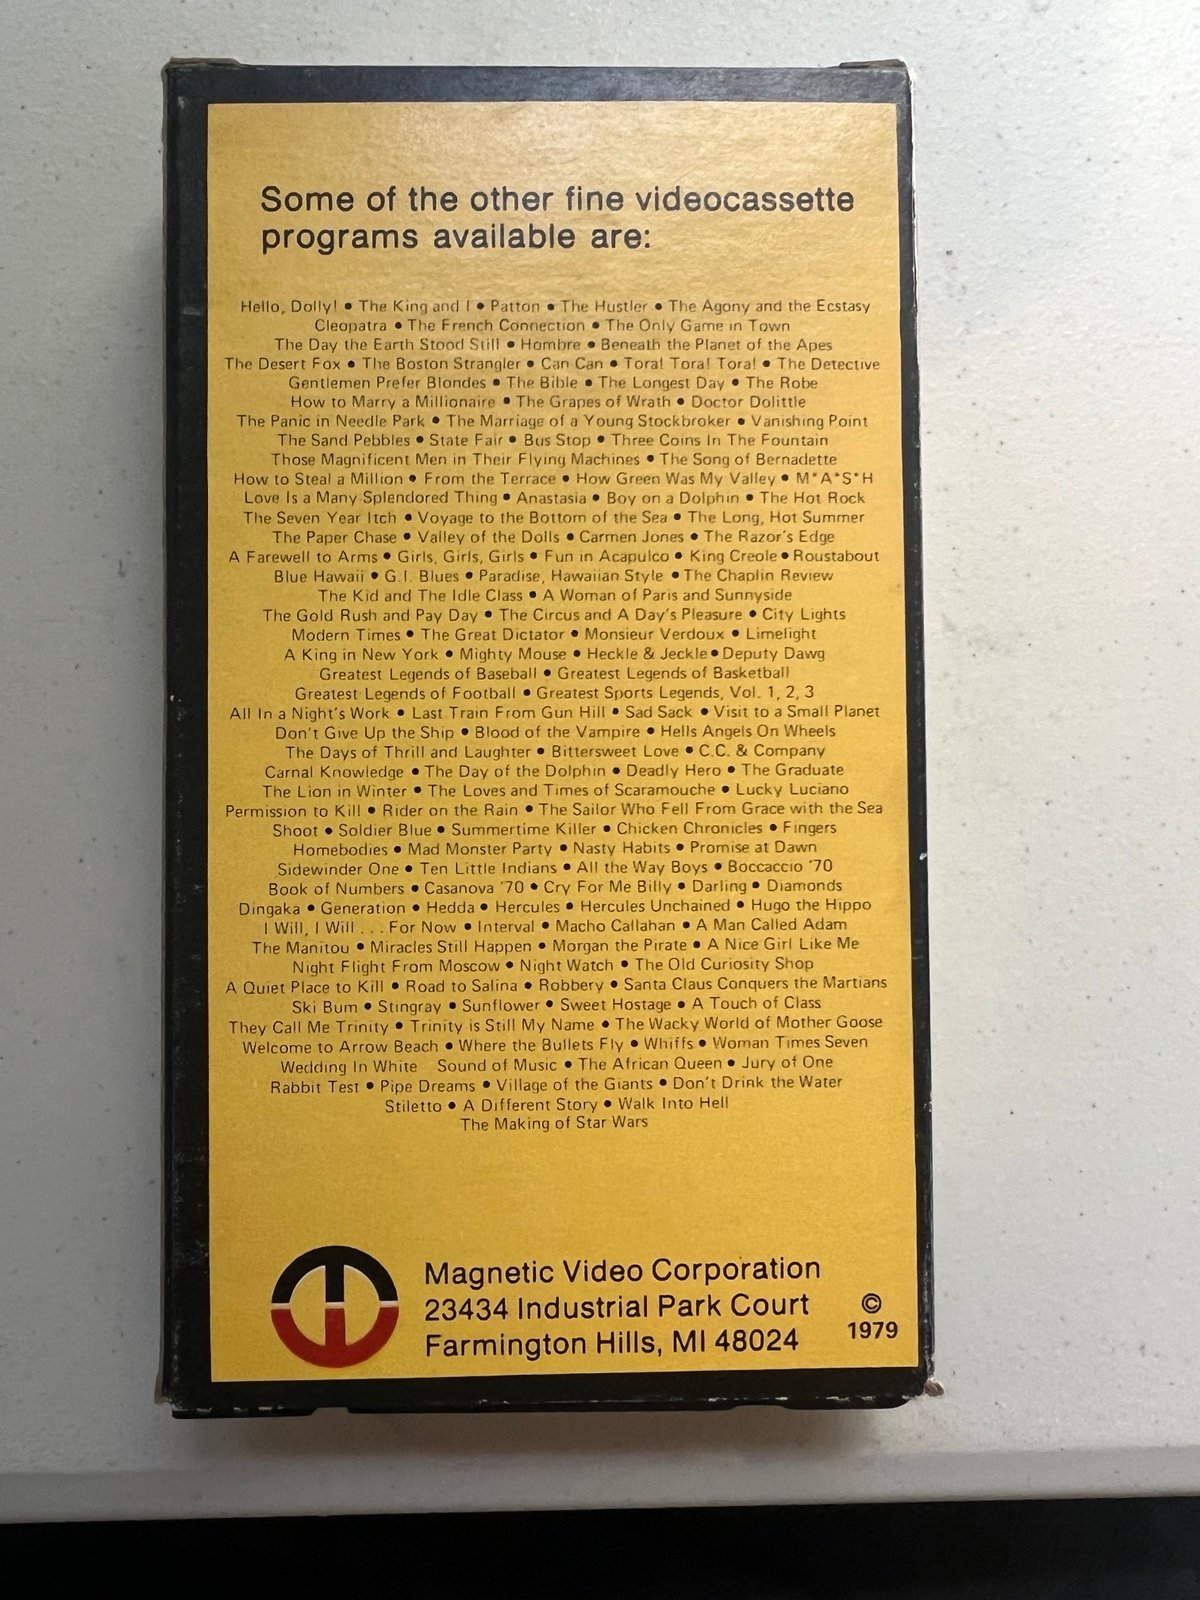 Some of the other fine videocassette
programs available are:
Hello, Dolly! • The King and I • Patton • The Hustler • The Agony and the Ecstasy
Cleopatra • The French Connection • The Only Game in Town
The Day the Earth Stood Still • Hombre • Beneath the Planet of the Apes
The Desert Fox • The Boston Strangler • Can Can • Tora! Tora! Tora! • The Detective
Gentlemen Prefer Blondes • The Bible • The Longest Day • The Robe
How to Marry a Millionaire • The Grapes of Wrath • Doctor Dolittle
The Panic in Needle Park • The Marriage of a Young Stockbroker • Vanishing Point
The Sand Pebbles • State Fair • Bus Stop • Three Coins In The Fountain
Those Magnificent Men in Their Flying Machines • The Song of Bernadette
How to Steal a Million • From the Terrace • How Green Was My Valley • M*A*S*H
Love Is a Many-Splendored Thing • Anastasia • Boy on a Dolphin • The Hot Rock
The Seven Year Itch • Voyage to the Bottom of the Sea • The Long, Hot Summer
The Paper Chase • Valley of the Dolls • Carmen Jones • The Razor's Edge
A Farewell to Arms • Girls, Girls, Girls • Fun in Acapulco • King Creole • Roustabout
Blue Hawaii • G.I. Blues • Paradise, Hawaiian Style • The Chaplin Review
The Kid and The Idle Class • A Woman of Paris and Sunnyside
The Gold Rush and Pay Day • The Circus and A Day's Pleasure • City Lights
Modern Times • The Great Dictator • Monsieur Verdoux • Limelight
A King in New York • Mighty Mouse • Heckle & Jeckle • Deputy Dawg
Greatest Legends of Baseball • Greatest Legends of Basketball
Greatest Legends of Football • Greatest Sports Legends, Vol. 1, 2, 3
All In a Night's Work • Last Train From Gun Hill • Sad Sack • Visit to a Small Planet
Don't Give Up the Ship • Blood of the Vampire • Hells Angels On Wheels
The Days of Thrill and Laughter • Bittersweet Love • C.C. & Company
Carnal Knowledge • The Day of the Dolphin • Deadly Hero • The Graduate
The Lion in Winter • The Loves and Times of Scaramouche • Lucky Luciano
Permission to Kill • Rider on the Rain • The Sailor Who Fell From Grace with the Sea
Shoot • Soldier Blue • Summertime Killer • Chicken Chronicles • Fingers
Homebodies • Mad Monster Party • Nasty Habits • Promise at Dawn
Sidewinder One • Ten Little Indians • All the Way Boys • Boccaccio '70
Book of Numbers • Casanova '70 • Cry For Me Billy • Darling • Diamonds
Dingaka • Generation • Hedda • Hercules • Hercules Unchained • Hugo the Hippo
I Will, I Will . . . For Now • Interval • Macho Callahan • A Man Called Adam
The Manitou • Miracles Still Happen • Morgan the Pirate • A Nice Girl Like Me
Night Flight From Moscow • Night Watch • The Old Curiosity Shop
A Quiet Place to Kill • Road to Salina • Robbery • Santa Claus Conquers the Martians
Ski Bum • Stingray • Sunflower • Sweet Hostage • A Touch of Class
They Call Me Trinity • Trinity is Still My Name • The Wacky World of Mother Goose
Welcome to Arrow Beach • Where the Bullets Fly • Whiffs • Woman Times Seven
Wedding In White Sound of Music • The African Queen • Jury of One
Rabbit Test • Pipe Dreams • Village of the Giants • Don't Drink the Water
Stiletto • A Different Story • Walk Into Hell
The Making of Star Wars
Magnetic Video Corporation
23434 Industrial Park Court
Farmington Hills, MI 48024
©
1979